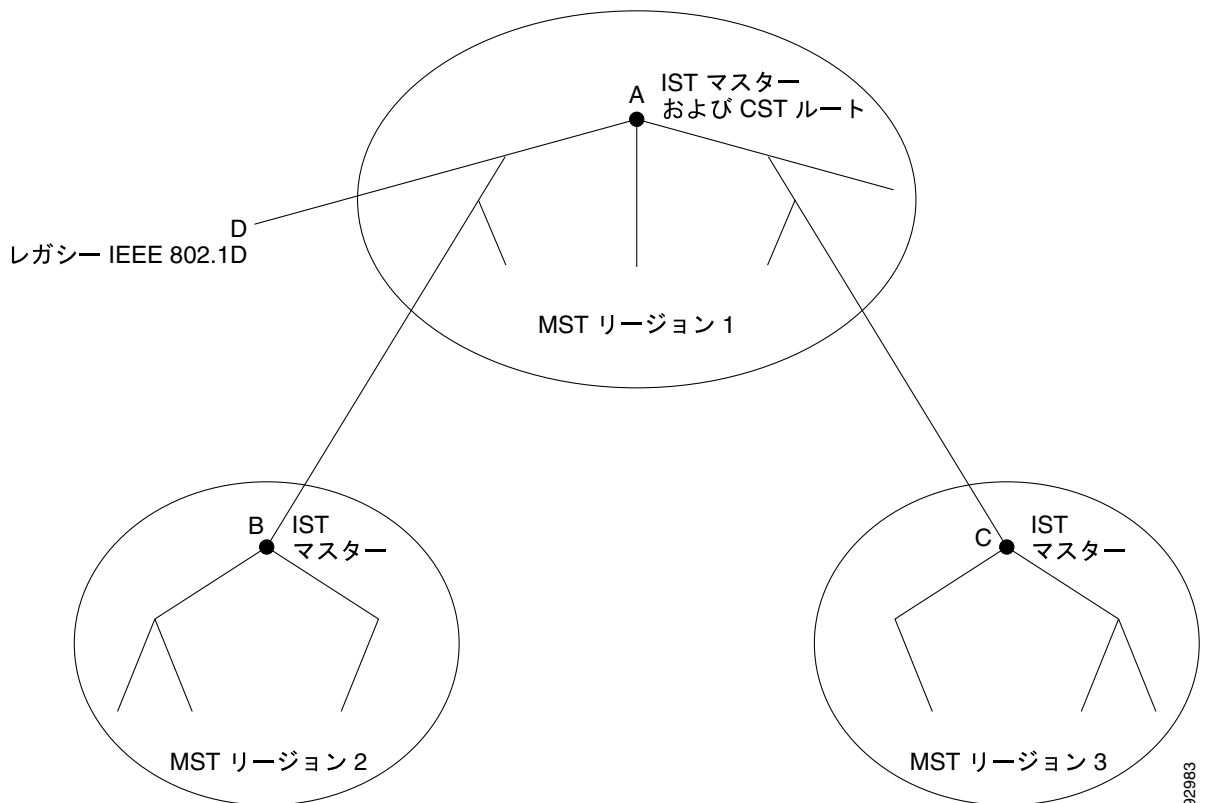 A
IST マスター
および CST ルート
D
レガシー IEEE 802.1D
MST リージョン 1
B
IST
マスター
C
IST
マスター
MST リージョン 2
MST リージョン 3
92983